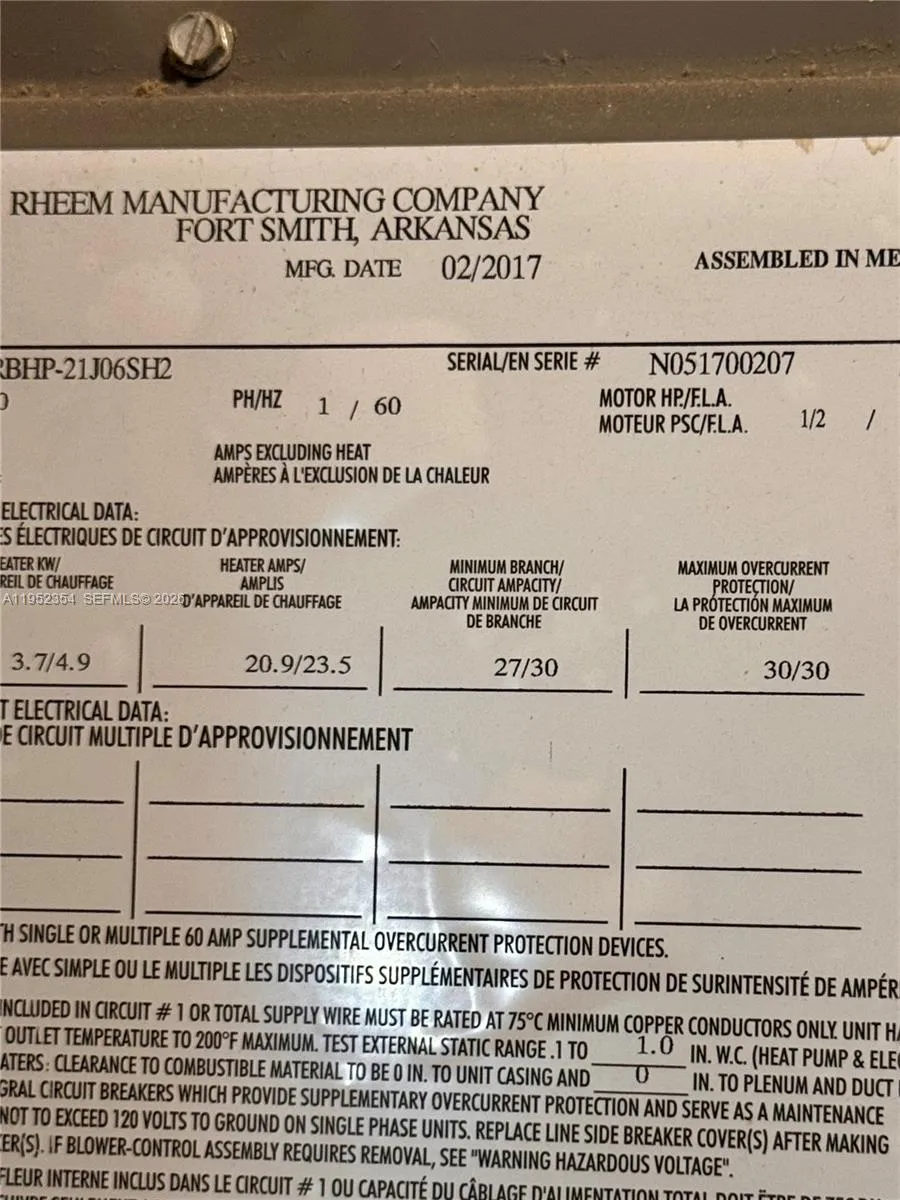 RHEEM MANUFACTURING COMPANY
FORT SMITH, ARKANSAS
MFG. DATE 02/2017
ASSEMBLED IN ME
RBHP-21J06SH2
SERIAL/EN SERIE # N051700207
PH/HZ 1 / 60
MOTOR HP./F.L.A.
MOTEUR PSC/F.L.A. 1/2 /
AMPS EXCLUDING HEAT
AMPÈRES À L'EXCLUSION DE LA CHALEUR
ELECTRICAL DATA:
ES ÉLECTRIQUES DE CIRCUIT D'APPROVISIONNEMENT:
EATER KW/
REIL DE CHAUFFAGE
HEATER AMPS/
AMPLIS
D'APPAREIL DE CHAUFFAGE
MINIMUM BRANCH/
CIRCUIT AMPACITY/
AMPACITY MINIMUM DE CIRCUIT
DE BRANCHE
MAXIMUM OVERCURRENT
PROTECTION/
LA PROTECTION MAXIMUM
DE OVERCURRENT
A11952354 SEFMLS© 2026
3.7/4.9 20.9/23.5 27/30 30/30
T ELECTRICAL DATA:
DE CIRCUIT MULTIPLE D'APPROVISIONNEMENT
TH SINGLE OR MULTIPLE 60 AMP SUPPLEMENTAL OVERCURRENT PROTECTION DEVICES.
E AVEC SIMPLE OU LE MULTIPLE LES DISPOSITIFS SUPPLÉMENTAIRES DE PROTECTION DE SURINTENSITÉ DE AMPÉR
INCLUDED IN CIRCUIT # 1 OR TOTAL SUPPLY WIRE MUST BE RATED AT 75°C MINIMUM COPPER CONDUCTORS ONLY. UNIT HA
OUTLET TEMPERATURE TO 200°F MAXIMUM. TEST EXTERNAL STATIC RANGE .1 TO 1.0 IN. W.C. (HEAT PUMP & ELE
ATERS: CLEARANCE TO COMBUSTIBLE MATERIAL TO BE 0 IN. TO UNIT CASING AND 0 IN. TO PLENUM AND DUCT
GRAL CIRCUIT BREAKERS WHICH PROVIDE SUPPLEMENTARY OVERCURRENT PROTECTION AND SERVE AS A MAINTENANCE
NOT TO EXCEED 120 VOLTS TO GROUND ON SINGLE PHASE UNITS. REPLACE LINE SIDE BREAKER COVER(S) AFTER MAKING
ER(S). IF BLOWER-CONTROL ASSEMBLY REQUIRES REMOVAL, SEE "WARNING HAZARDOUS VOLTAGE".
FLEUR INTERNE INCLUS DANS LE CIRCUIT # 1 OU CAPACITÉ DU CÂBLAGE D'ALIMENTATION TOTAL DOIT ÊTRE DE